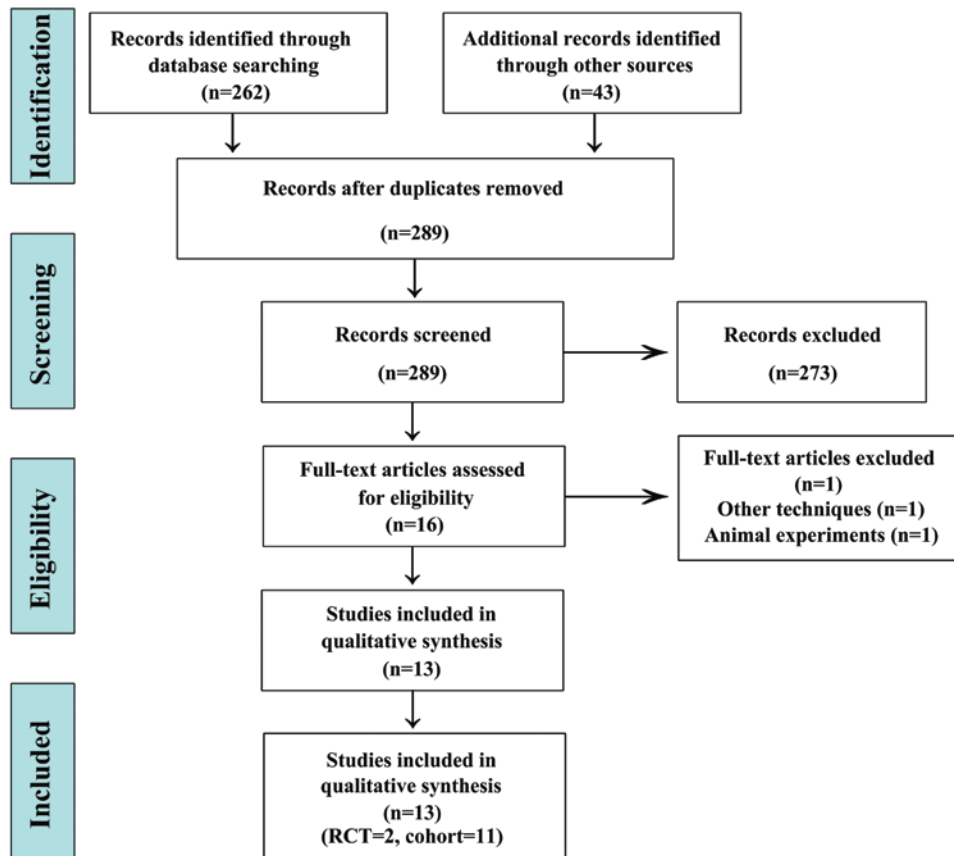 Identification
Records identified through
database searching
(n=262)
Additional records identified
through other sources
(n=43)
Records after duplicates removed
(n=289)
Screening
Records screened
(n=289)
Records excluded
(n=273)
Eligibility
Full-text articles assessed
for eligibility
(n=16)
Full-text articles excluded
(n=1)
Other techniques (n=1)
Animal experiments (n=1)
Studies included in
qualitative synthesis
(n=13)
Included
Studies included in
qualitative synthesis
(n=13)
(RCT=2, cohort=11)